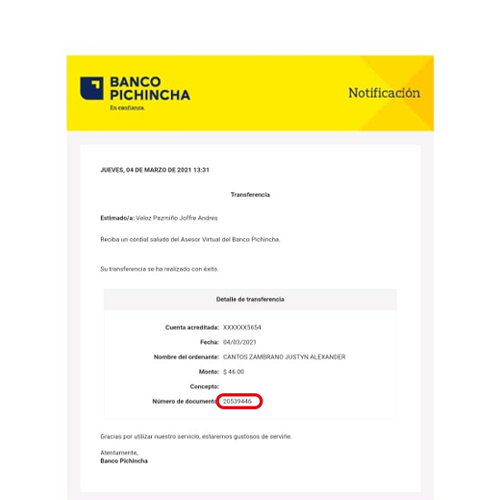 BANCO
PICHINCHA
En confianza.
Notificación
JUEVES, 04 DE MARZO DE 2021 13:31
Transferencia
Estimado/a: Veloz Pazmiño Joffre Andres
Reciba un cordial saludo del Asesor Virtual del Banco Pichincha.
Su transferencia se ha realizado con éxito.
Detalle de transferencia
Cuenta acreditada: XXXXXX5654
Fecha: 04/03/2021
Nombre del ordenante: CANTOS ZAMBRANO JUSTYN ALEXANDER
Monto: $ 46.00
Concepto:
Número de documento 20539446
Gracias por utilizar nuestro servicio, estaremos gustosos de servirle.
Atentamente,
Banco Pichincha